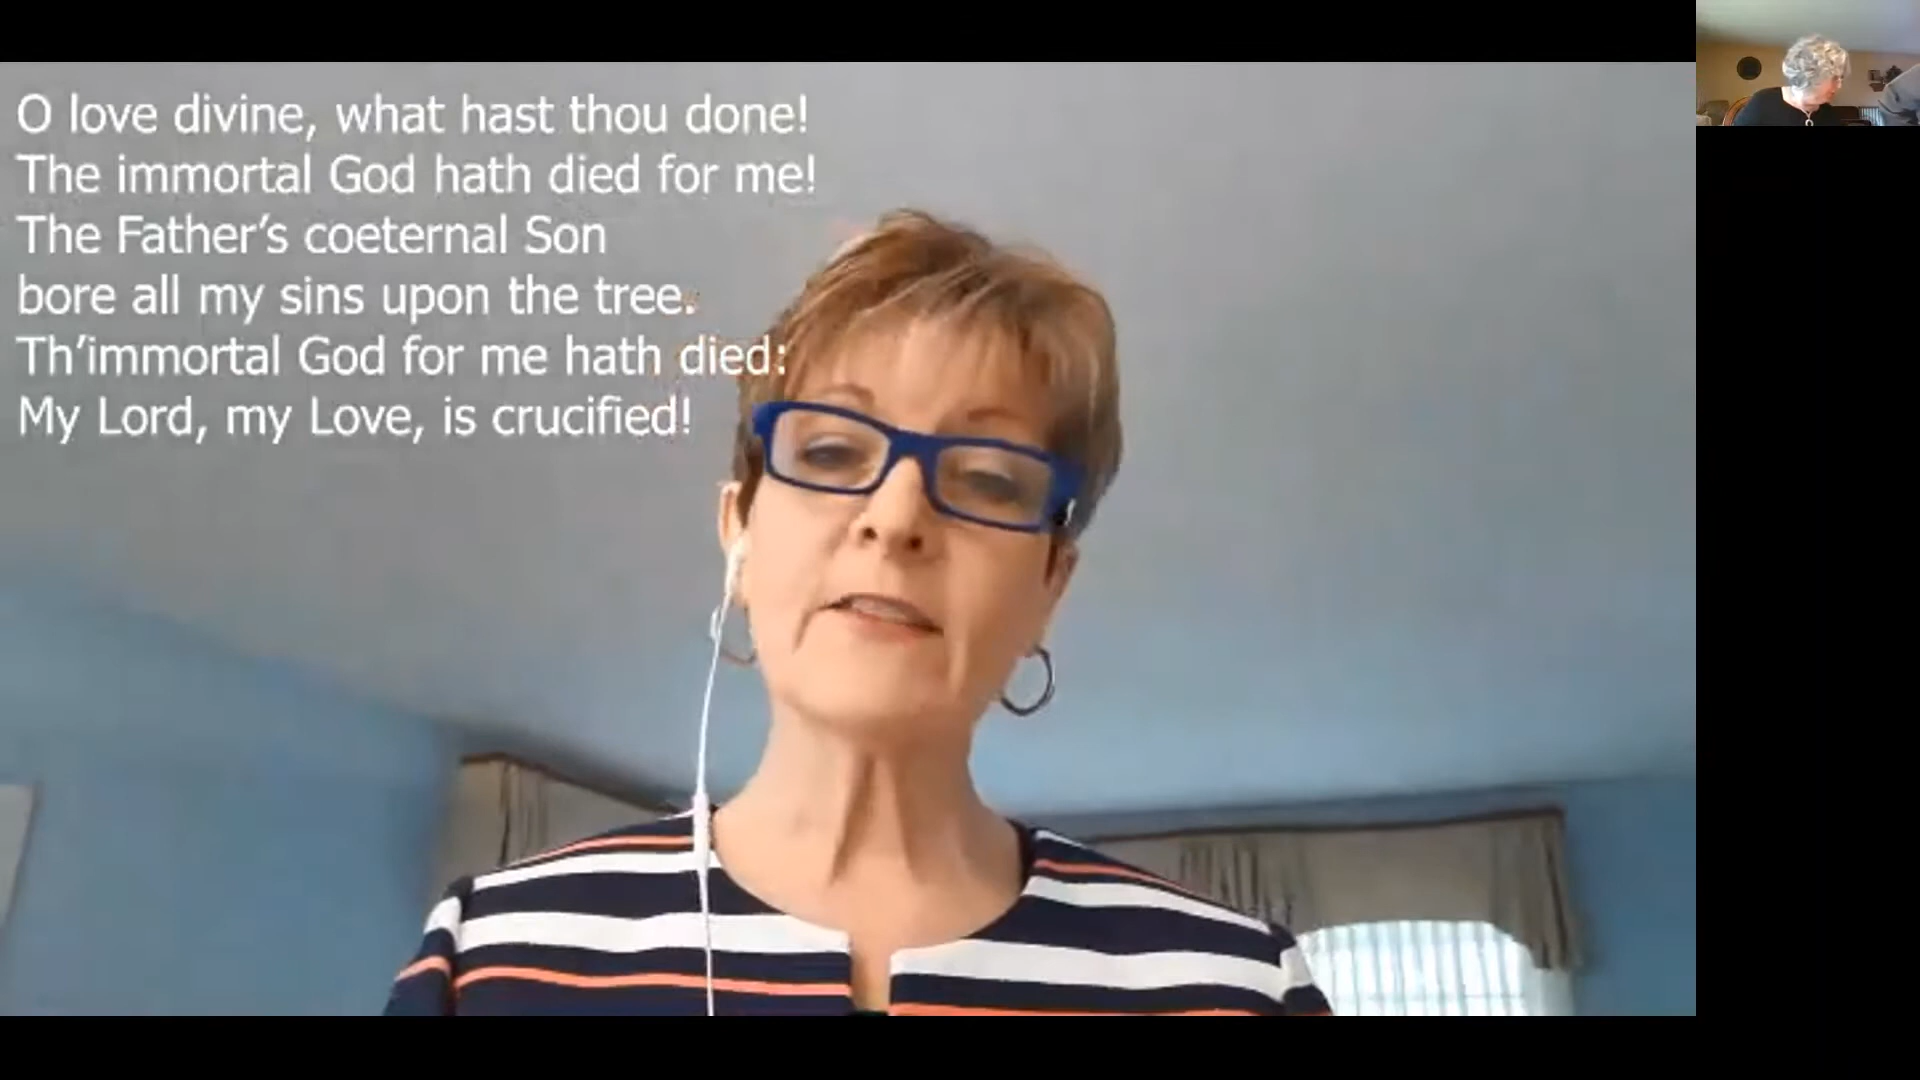 O love divine, what hast thou done!
The immortal God hath died for me!
The Father’s coeternal Son
bore all my sins upon the tree.
Th’immortal God for me hath died:
My Lord, my Love, is crucified!